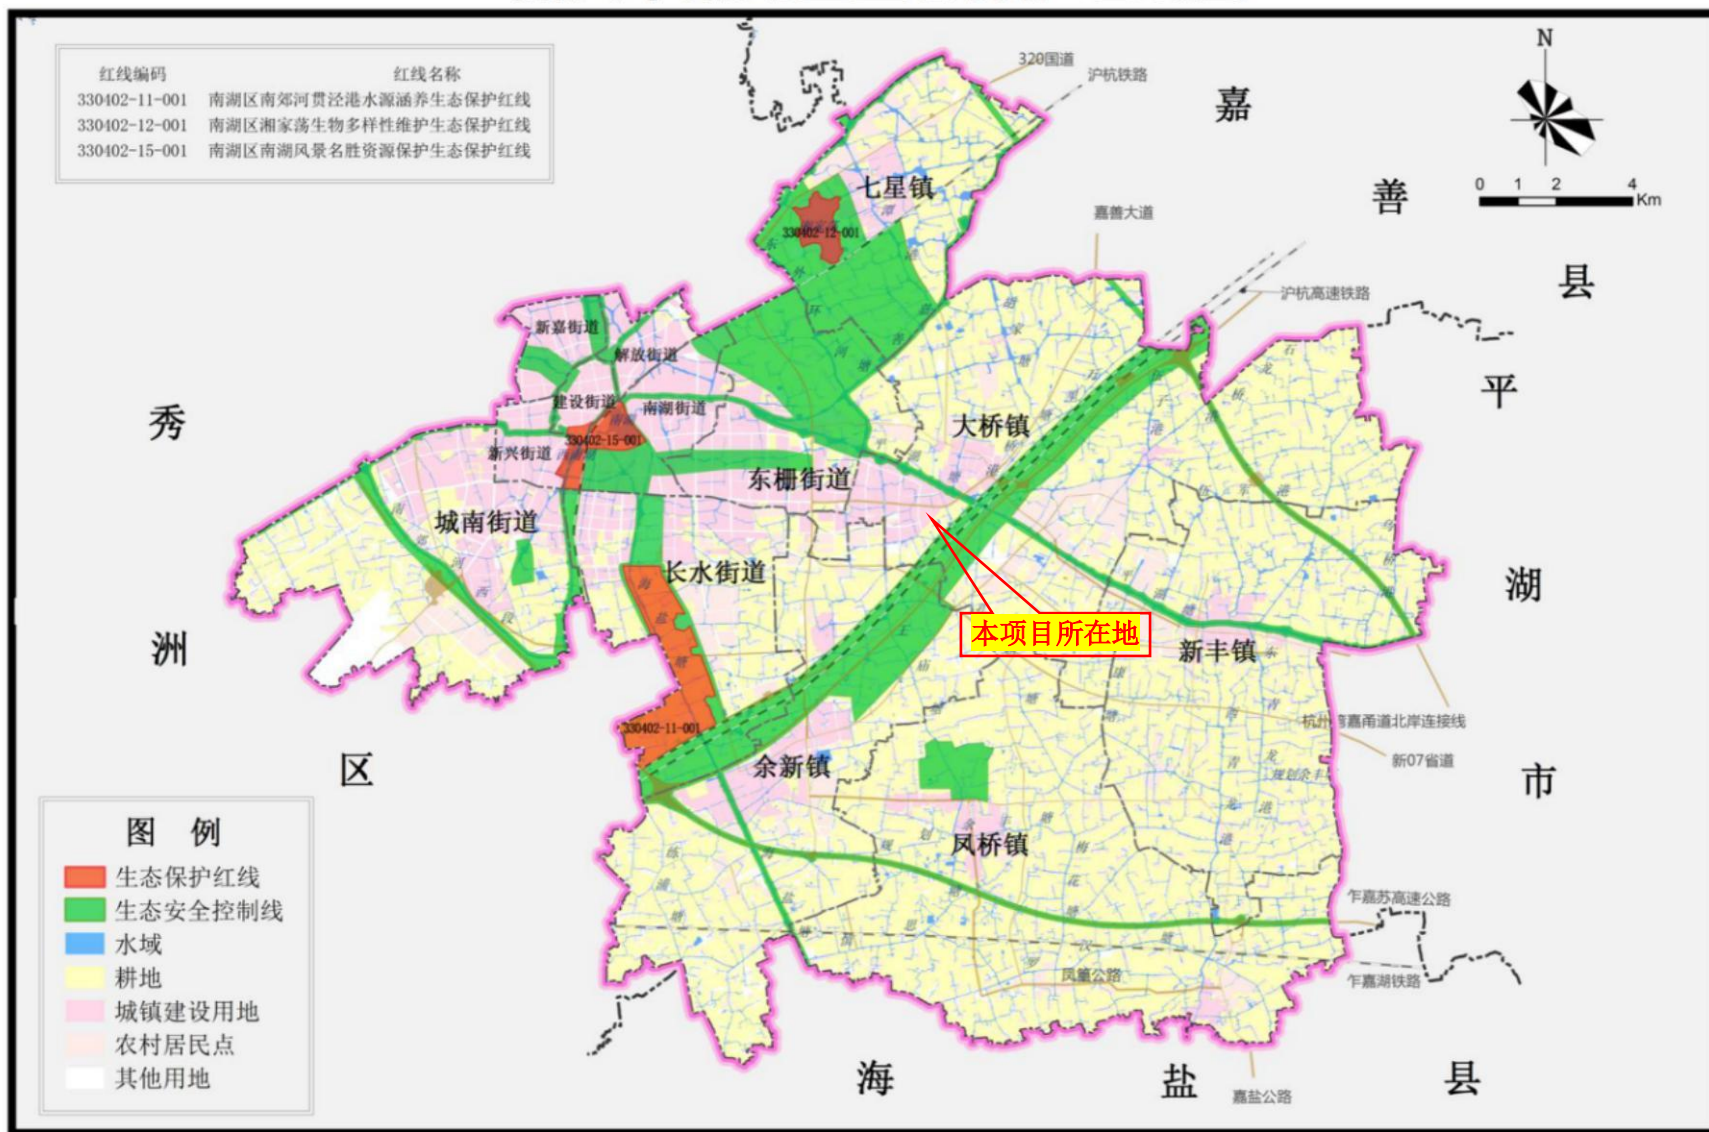 红线编码 红线名称
330402-11-001 南湖区南郊河贯泾港水源涵养生态保护红线
330402-12-001 南湖区湘家荡生物多样性维护生态保护红线
330402-15-001 南湖区南湖风景名胜资源保护生态保护红线
320国道
沪杭铁路
N
0 1 2 4
Km
嘉
善
县
平
湖
市
秀
洲
区
海
盐
县
七星镇
330402-12-001
嘉善大道
沪杭高速铁路
新嘉街道
解放街道
建设街道
南湖街道
330402-15-001
新兴街道
大桥镇
东栅街道
城南街道
长水街道
本项目所在地
新丰镇
330402-11-001
杭州湾嘉甬道北岸连接线
新07省道
余新镇
凤桥镇
乍嘉苏高速公路
乍嘉湖铁路
凤篁公路
嘉盐公路
图 例
生态保护红线
生态安全控制线
水域
耕地
城镇建设用地
农村居民点
其他用地